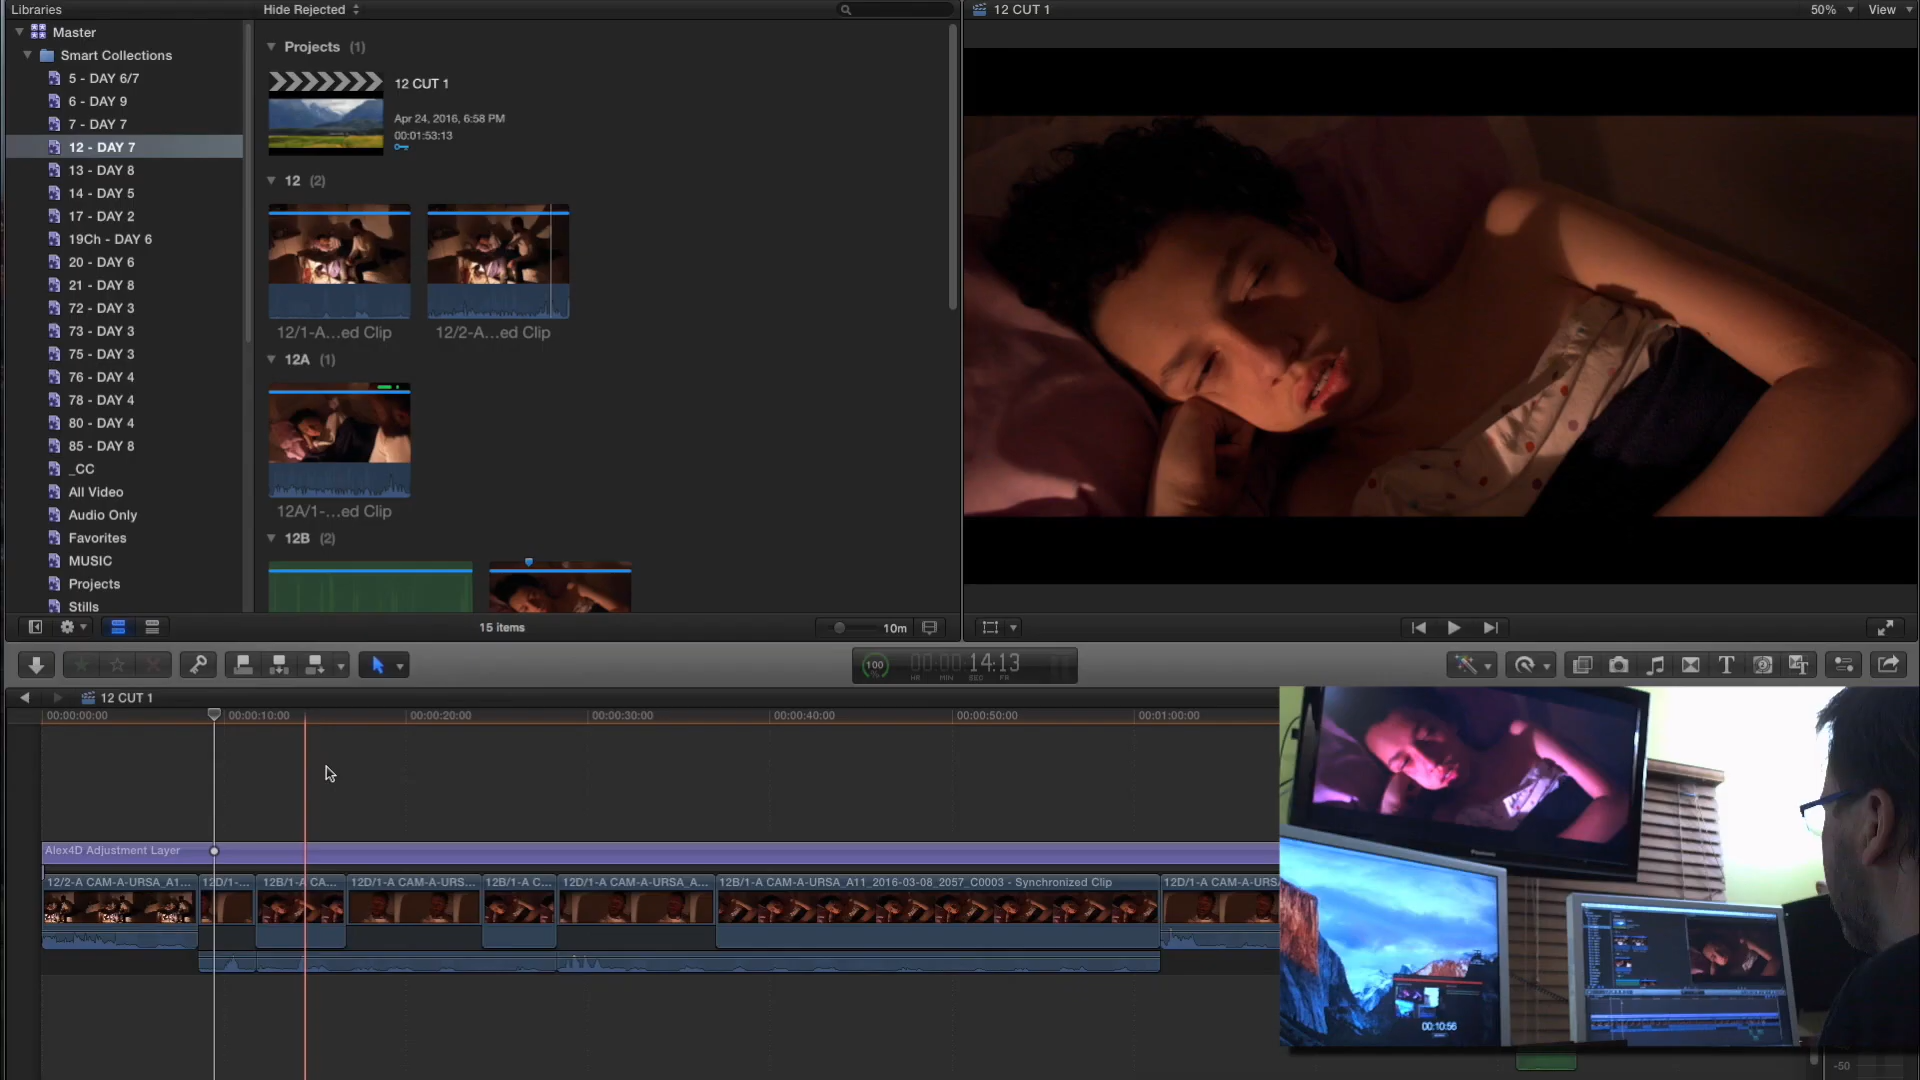 Libraries
Hide Rejected
12 CUT 1
50%
View
Master
Smart Collections
5 - DAY 6/7
6 - DAY 9
7 - DAY 7
12 - DAY 7
13 - DAY 8
14 - DAY 5
17 - DAY 2
19Ch - DAY 6
20 - DAY 6
21 - DAY 8
72 - DAY 3
73 - DAY 3
75 - DAY 3
76 - DAY 4
78 - DAY 4
80 - DAY 4
85 - DAY 8
_CC
All Video
Audio Only
Favorites
MUSIC
Projects
Stills
Projects (1)
12 CUT 1
Apr 24, 2016, 6:58 PM
00:01:53:13
12 (2)
12/1-A...ed Clip
12/2-A...ed Clip
12A (1)
12A/1-...ed Clip
12B (2)
15 items
10m
100
%
00:00:14:13
HR MIN SEC FR
12 CUT 1
00:00:00:00
00:00:10:00
00:00:20:00
00:00:30:00
00:00:40:00
00:00:50:00
00:01:00:00
Alex4D Adjustment Layer
12/2-A CAM-A-URSA_A1...
12D/1-...
12B/1-A CA...
12D/1-A CAM-A-URS...
12B/1-A C...
12D/1-A CAM-A-URSA_A...
12B/1-A CAM-A-URSA_A11_2016-03-08_2057_C0003 - Synchronized Clip
12D/1-A CAM-A-URSA
Panasonic
00:10:56
-50